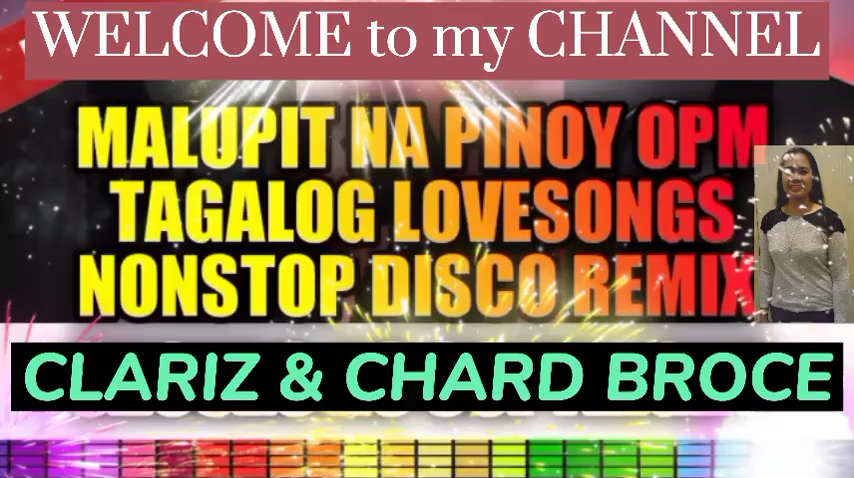 WELCOME to my CHANNEL
MALUPIT NA PINOY OPM
TAGALOG LOVESONGS
NONSTOP DISCO REMIX
CLARIZ & CHARD BROCE